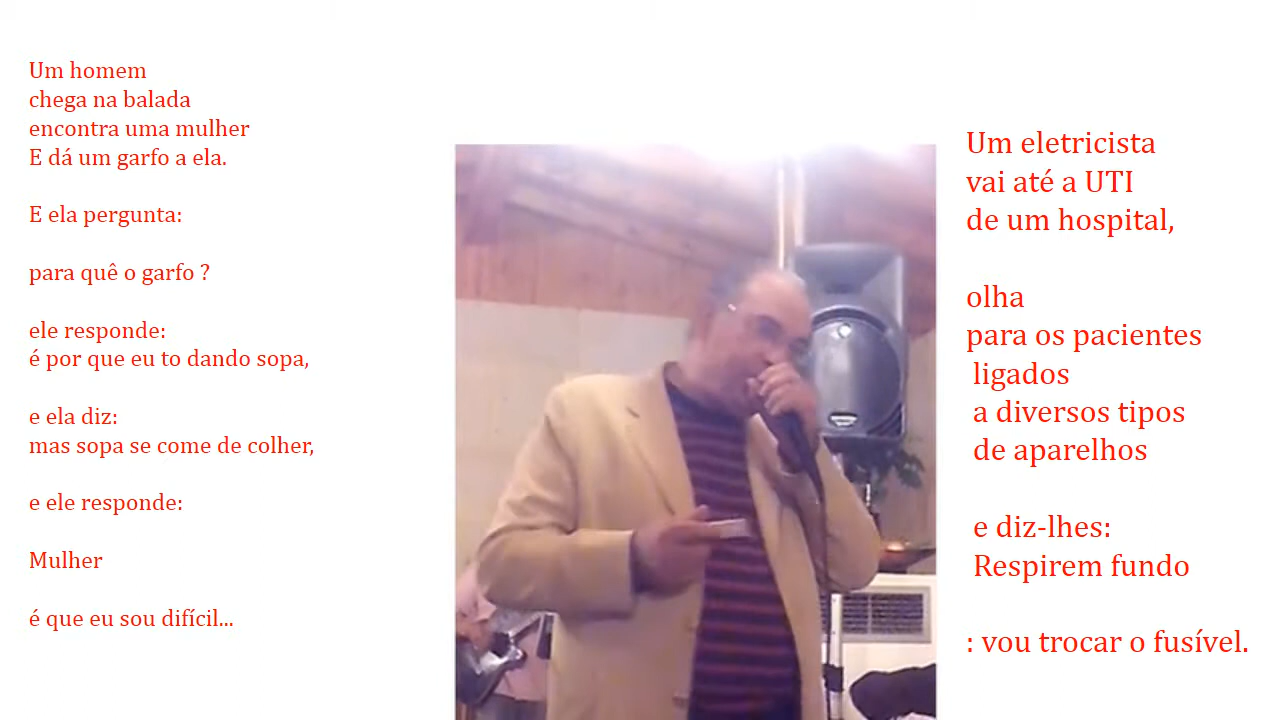 Um homem
chega na balada
encontra uma mulher
E dá um garfo a ela.
E ela pergunta:
para quê o garfo ?
ele responde:
é por que eu to dando sopa,
e ela diz:
mas sopa se come de colher,
e ele responde:
Mulher
é que eu sou difícil...
Um eletricista
vai até a UTI
de um hospital,
olha
para os pacientes
ligados
a diversos tipos
de aparelhos
e diz-lhes:
Respirem fundo
: vou trocar o fusível.